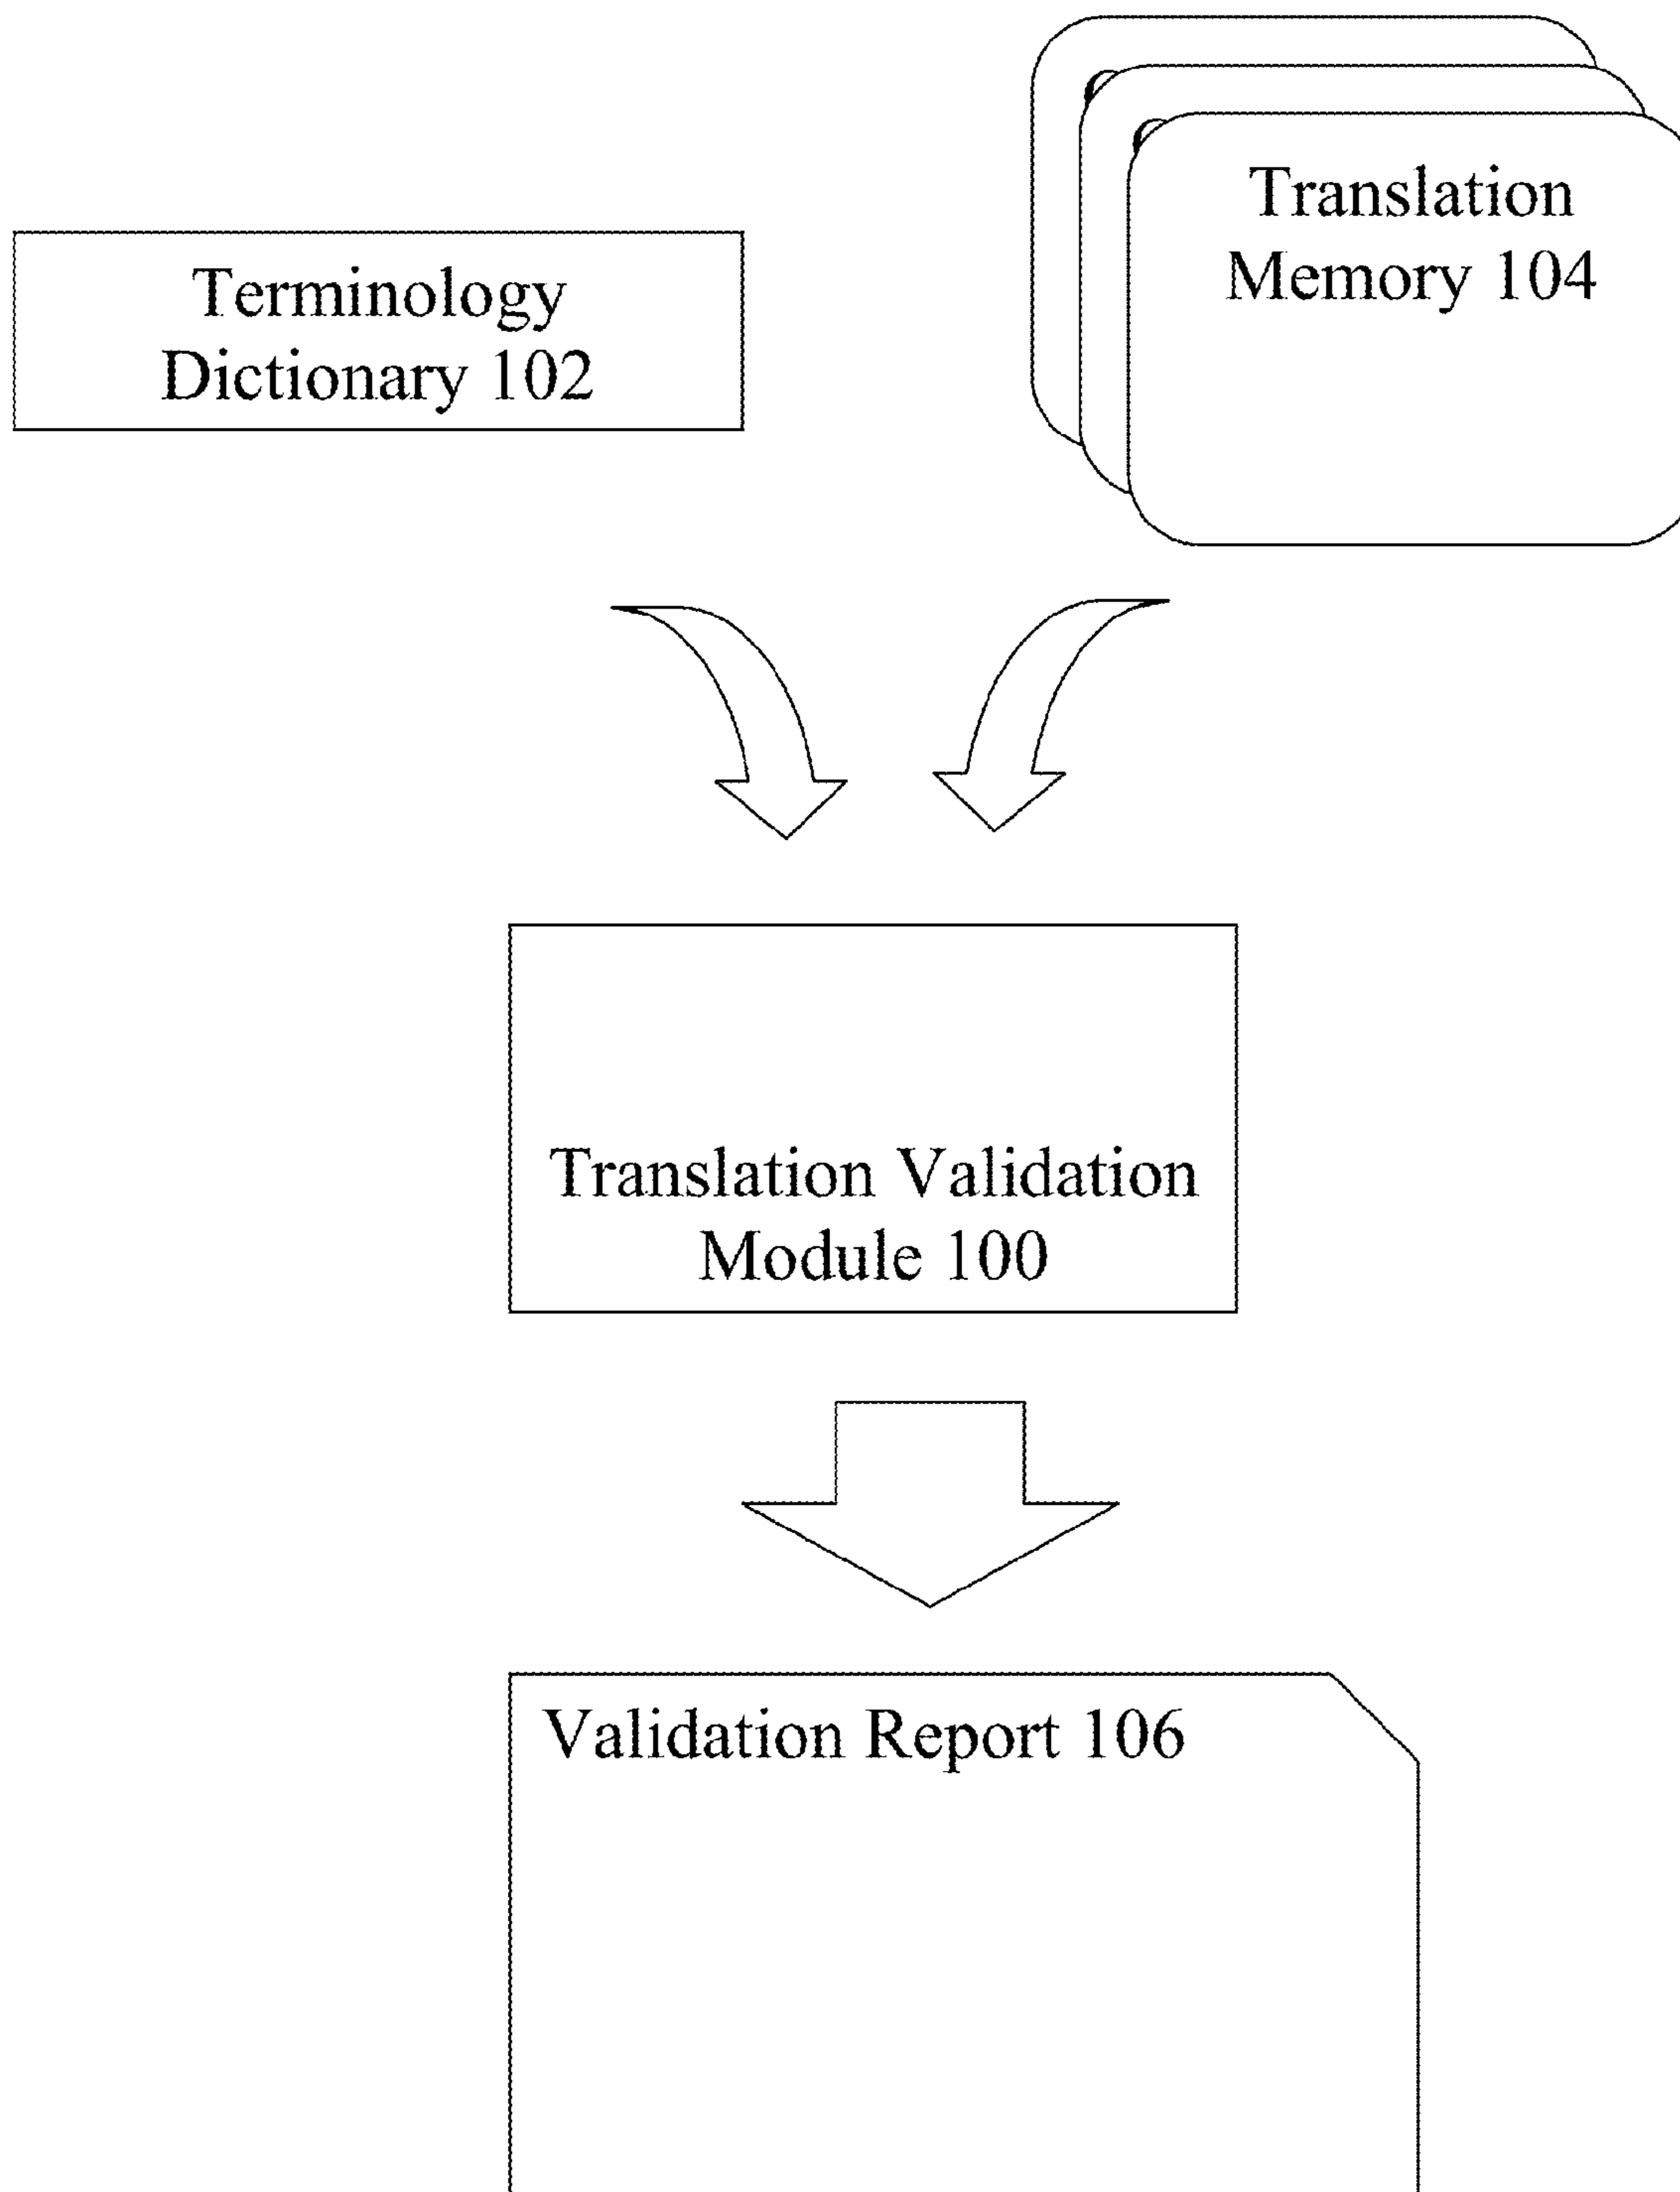 Terminology
Dictionary 102
Translation
Memory 104
Translation Validation
Module 100
Validation Report 106